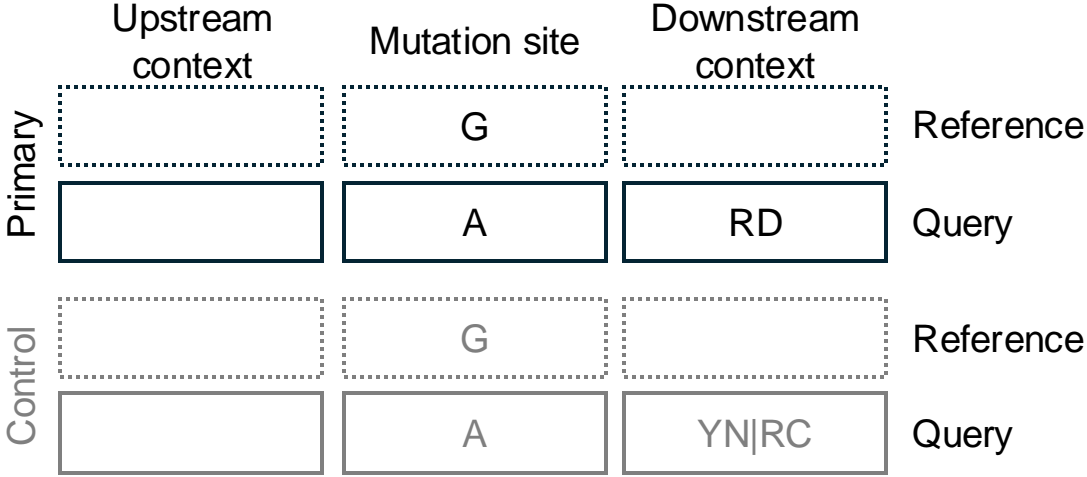 Upstream
context
Mutation site
Downstream
context
Primary
G
Reference
A
RD
Query
Control
G
Reference
A
YN|RC
Query